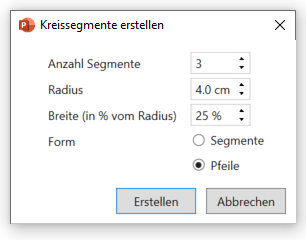 Kreissegmente erstellen
Anzahl Segmente 3
Radius 4.0 cm
Breite (in % vom Radius) 25 %
Form Segmente
Pfeile
Erstellen Abbrechen